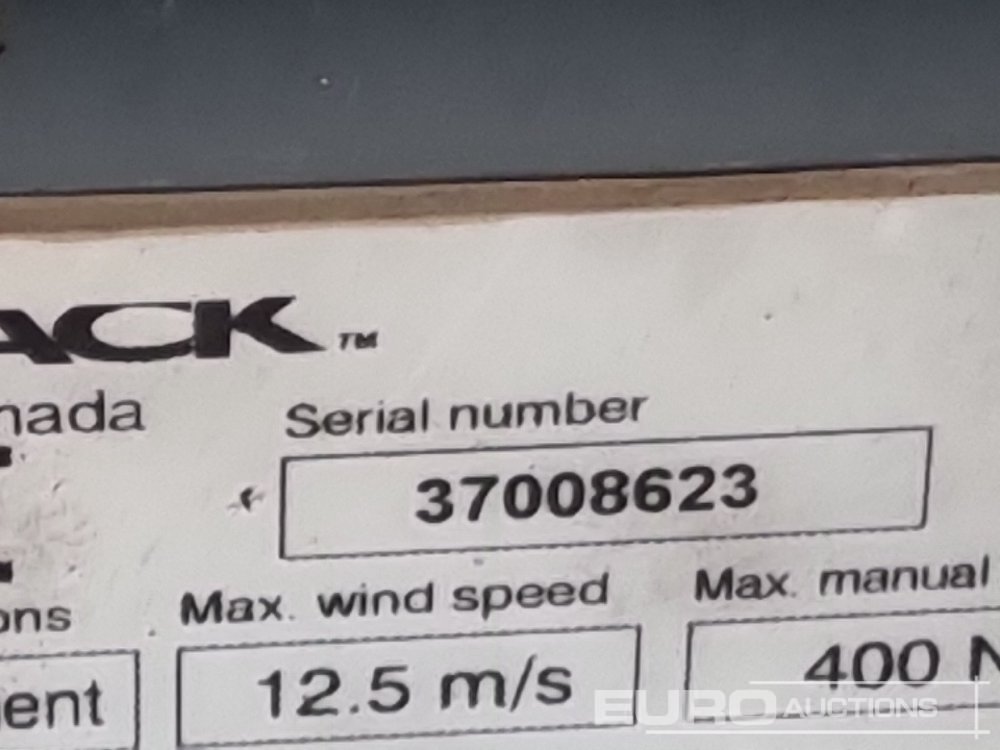 ACK™
nada
Serial number
37008623
ons
Max. wind speed
Max. manual
ent
12.5 m/s
400 N
EURO AUCTIONS